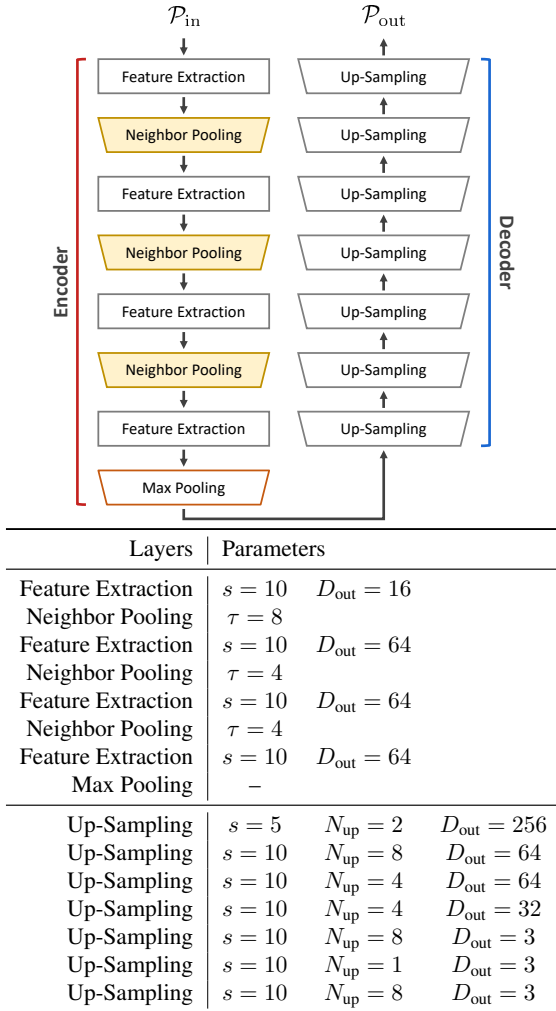 𝒫in
𝒫out
Encoder
Feature Extraction
Neighbor Pooling
Feature Extraction
Neighbor Pooling
Feature Extraction
Neighbor Pooling
Feature Extraction
Max Pooling
Up-Sampling
Up-Sampling
Up-Sampling
Up-Sampling
Up-Sampling
Up-Sampling
Up-Sampling
Decoder
Layers Parameters
Feature Extraction s = 10 Dout = 16
Neighbor Pooling τ = 8
Feature Extraction s = 10 Dout = 64
Neighbor Pooling τ = 4
Feature Extraction s = 10 Dout = 64
Neighbor Pooling τ = 4
Feature Extraction s = 10 Dout = 64
Max Pooling –
Up-Sampling s = 5 Nup = 2 Dout = 256
Up-Sampling s = 10 Nup = 8 Dout = 64
Up-Sampling s = 10 Nup = 4 Dout = 64
Up-Sampling s = 10 Nup = 4 Dout = 32
Up-Sampling s = 10 Nup = 8 Dout = 3
Up-Sampling s = 10 Nup = 1 Dout = 3
Up-Sampling s = 10 Nup = 8 Dout = 3